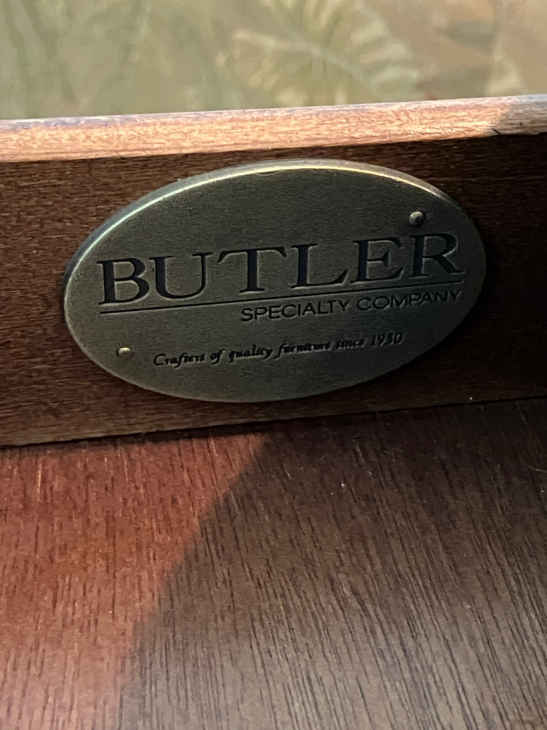 BUTLER
SPECIALTY COMPANY
Crafters of quality furniture since 1930